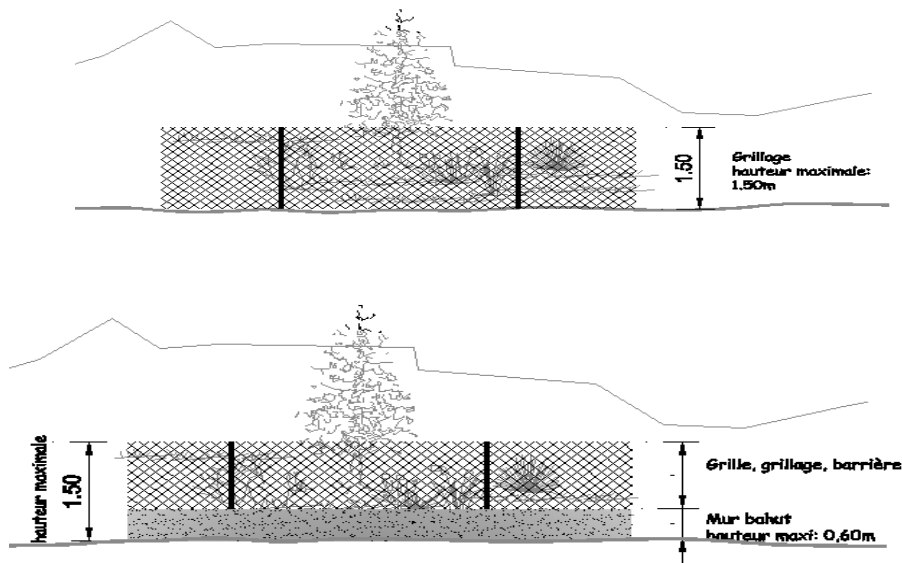 1.50
Grillage
hauteur maximale:
1.50m
hauteur maximale
1.50
Grille, grillage, barrière
Mur bahut
hauteur maxi: 0,60m